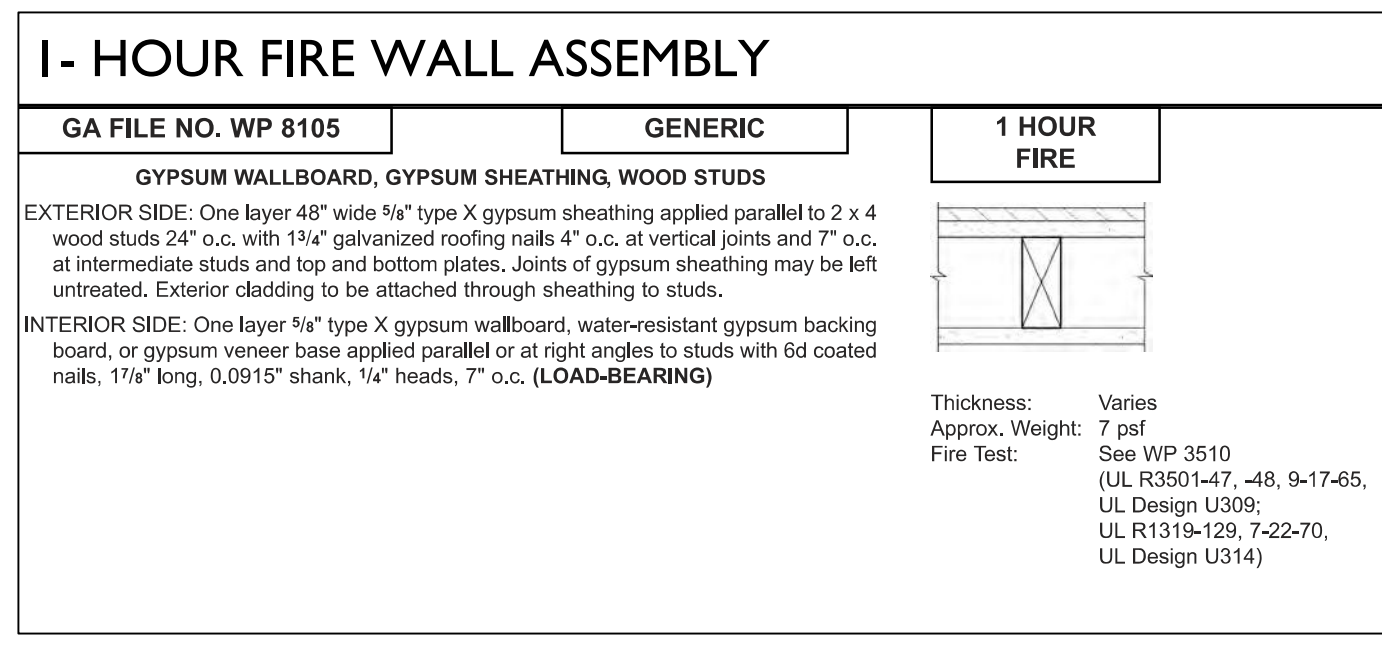 1- HOUR FIRE WALL ASSEMBLY
GA FILE NO. WP 8105
GENERIC
1 HOUR
FIRE
GYPSUM WALLBOARD, GYPSUM SHEATHING, WOOD STUDS
EXTERIOR SIDE: One layer 48" wide 5/8" type X gypsum sheathing applied parallel to 2 x 4
wood studs 24" o.c. with 13/4" galvanized roofing nails 4" o.c. at vertical joints and 7" o.c.
at intermediate studs and top and bottom plates. Joints of gypsum sheathing may be left
untreated. Exterior cladding to be attached through sheathing to studs.
INTERIOR SIDE: One layer 5/8" type X gypsum wallboard, water-resistant gypsum backing
board, or gypsum veneer base applied parallel or at right angles to studs with 6d coated
nails, 17/8" long, 0.0915" shank, 1/4" heads, 7" o.c. (LOAD-BEARING)
Thickness: Varies
Approx. Weight: 7 psf
Fire Test: See WP 3510
(UL R3501-47, -48, 9-17-65,
UL Design U309;
UL R1319-129, 7-22-70,
UL Design U314)